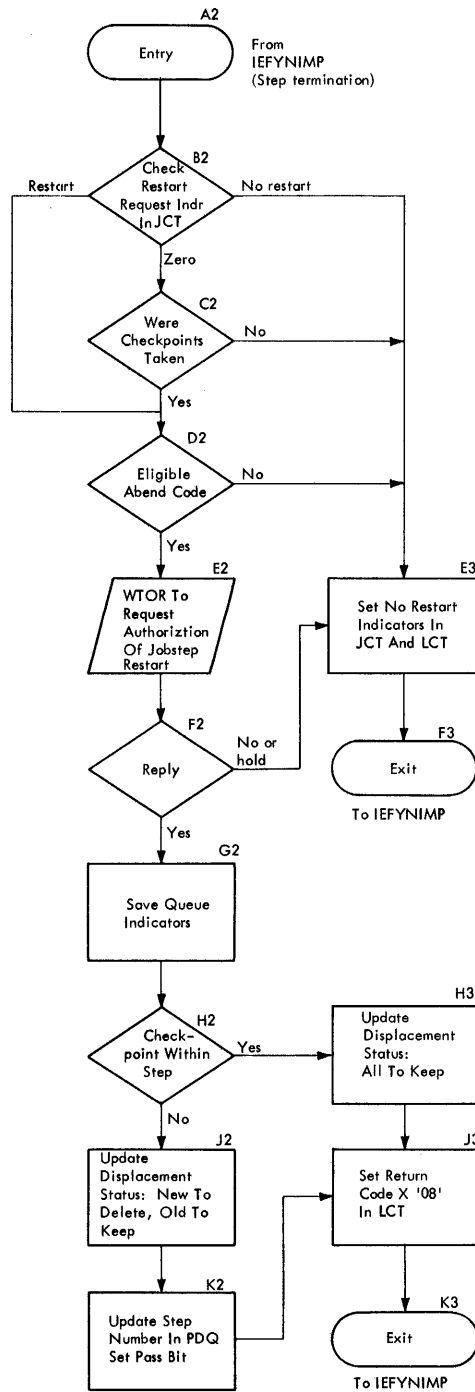 A2
Entry
From
IEFYNIMP
(Step termination)
B2
Check
Restart
Request Indr
In JCT
Restart
No restart
Zero
C2
Were
Checkpoints
Taken
No
Yes
D2
Eligible
Abend Code
No
Yes
E2
WTOR To
Request
Authoriztion
Of Jobstep
Restart
E3
Set No Restart
Indicators In
JCT And LCT
F2
Reply
No or
hold
Yes
F3
Exit
To IEFYNIMP
G2
Save Queue
Indicators
H2
Check-
point Within
Step
Yes
No
H3
Update
Displacement
Status:
All To Keep
J2
Update
Displacement
Status: New To
Delete, Old To
Keep
J3
Set Return
Code X '08'
In LCT
K2
Update Step
Number In PDQ
Set Pass Bit
K3
Exit
To IEFYNIMP